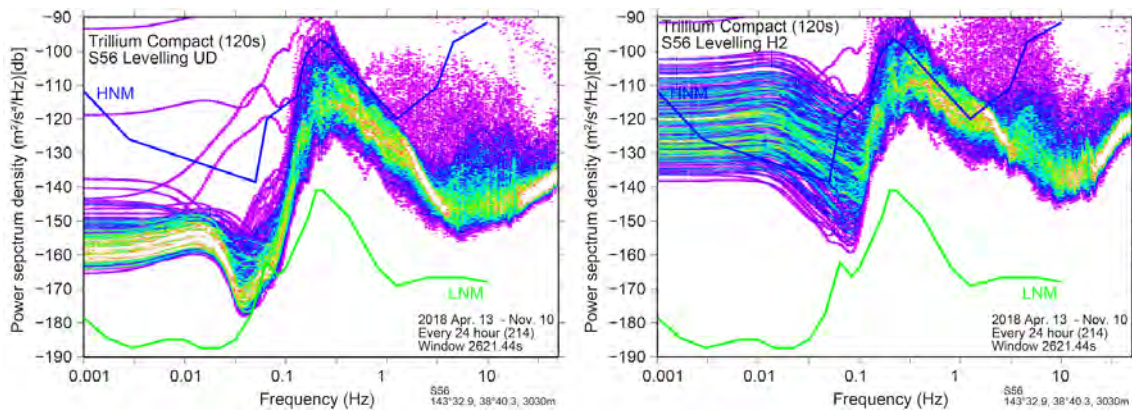 Power sepctrum density (m²/s⁴/Hz)[db]
−90
−100
−110
−120
−130
−140
−150
−160
−170
−180
−190
Trillium Compact (120s)
S56 Levelling UD
HNM
LNM
2018 Apr. 13 - Nov. 10
Every 24 hour (214)
Window 2621.44s
0.001 0.01 0.1 1 10
Frequency (Hz)
S56
143°32.9, 38°40.3, 3030m
Power sepctrum density (m²/s⁴/Hz)[db]
−90
−100
−110
−120
−130
−140
−150
−160
−170
−180
−190
Trillium Compact (120s)
S56 Levelling H2
HNM
LNM
2018 Apr. 13 - Nov. 10
Every 24 hour (214)
Window 2621.44s
0.001 0.01 0.1 1 10
Frequency (Hz)
S56
143°32.9, 38°40.3, 3030m